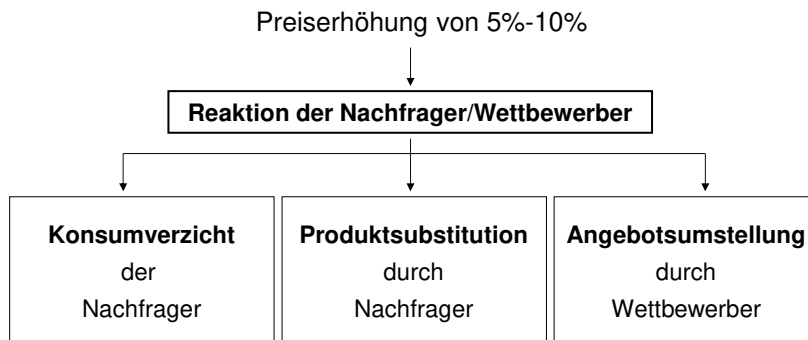 Preiserhöhung von 5%-10%
Reaktion der Nachfrager/Wettbewerber
Konsumverzicht
der
Nachfrager
Produktsubstitution
durch
Nachfrager
Angebotsumstellung
durch
Wettbewerber